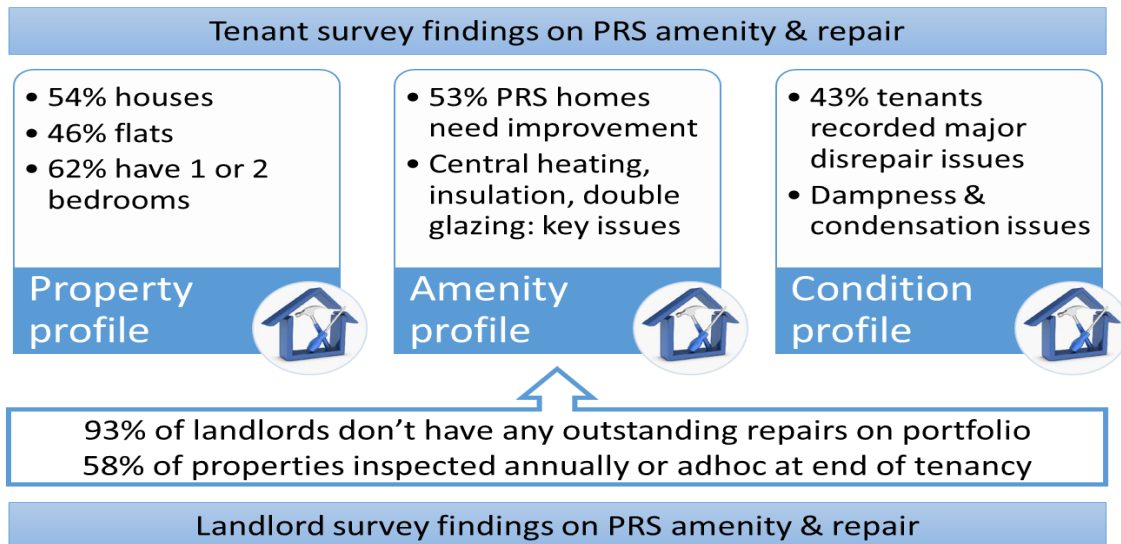 Tenant survey findings on PRS amenity & repair
• 54% houses
• 46% flats
• 62% have 1 or 2
bedrooms
Property
profile
• 53% PRS homes
need improvement
• Central heating,
insulation, double
glazing: key issues
Amenity
profile
• 43% tenants
recorded major
disrepair issues
• Dampness &
condensation issues
Condition
profile
93% of landlords don’t have any outstanding repairs on portfolio
58% of properties inspected annually or adhoc at end of tenancy
Landlord survey findings on PRS amenity & repair